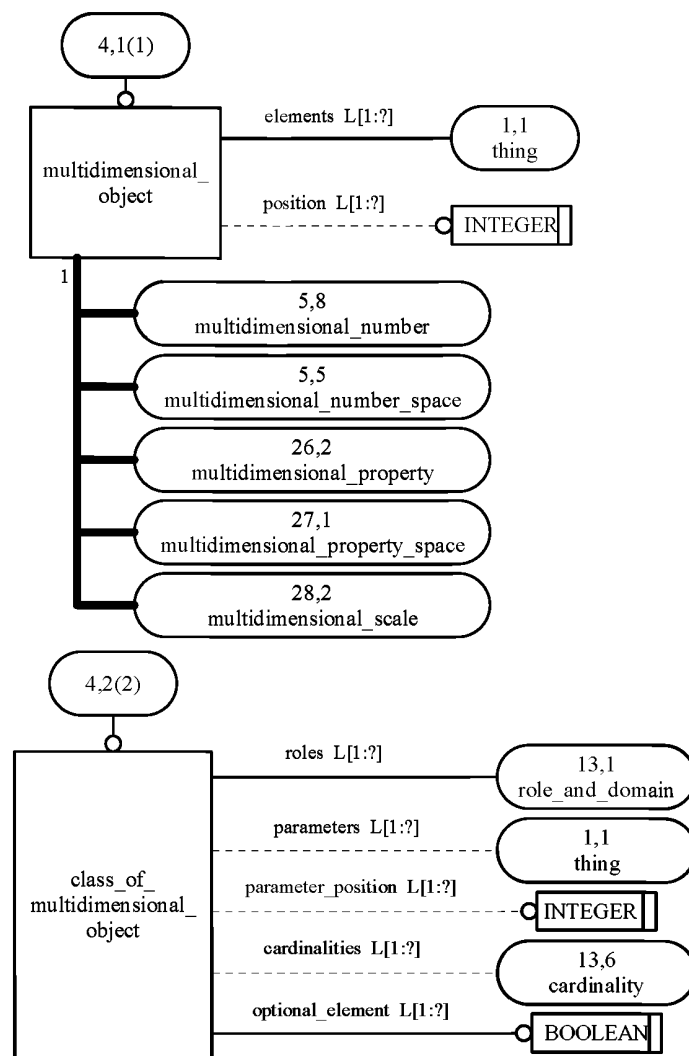 4,1(1)
elements L[1:?]
1,1
thing
multidimensional_
object
position L[1:?]
INTEGER
1
5,8
multidimensional_number
5,5
multidimensional_number_space
26,2
multidimensional_property
27,1
multidimensional_property_space
28,2
multidimensional_scale
4,2(2)
roles L[1:?]
13,1
role_and_domain
parameters L[1:?]
1,1
thing
class_of_
multidimensional_
object
parameter_position L[1:?]
INTEGER
cardinalities L[1:?]
13,6
cardinality
optional_element L[1:?]
BOOLEAN